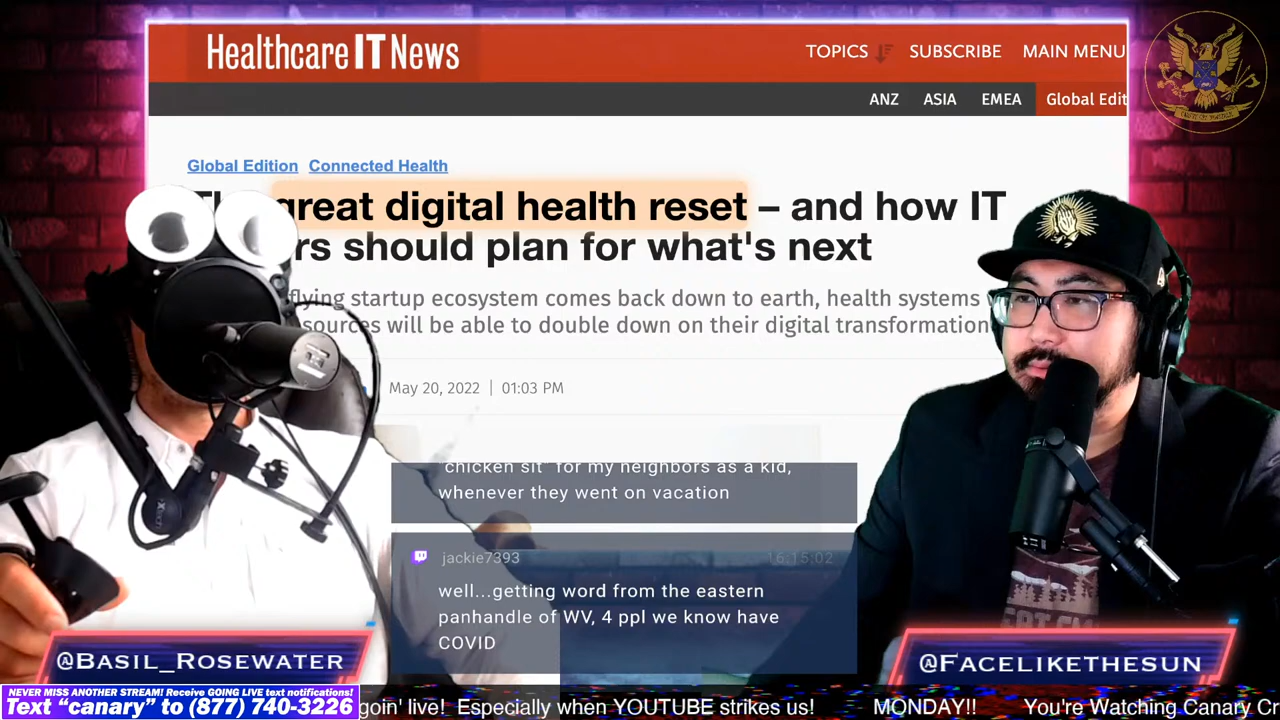 Healthcare IT News
TOPICS SUBSCRIBE MAIN MENU
ANZ ASIA EMEA Global Edit
Global Edition Connected Health
great digital health reset – and how IT
rs should plan for what's next
flying startup ecosystem comes back down to earth, health systems
sources will be able to double down on their digital transformation
May 20, 2022 | 01:03 PM
"chicken sit" for my neighbors as a kid,
whenever they went on vacation
jackie7393 16:15:02
well...getting word from the eastern
panhandle of WV, 4 ppl we know have
COVID
@BASIL_ROSEWATER
@FACELIKETHESUN
NEVER MISS ANOTHER STREAM! Receive GOING LIVE text notifications!
Text “canary” to (877) 740-3226
goin' live! Especially when YOUTUBE strikes us! MONDAY!! You're Watching Canary Cr